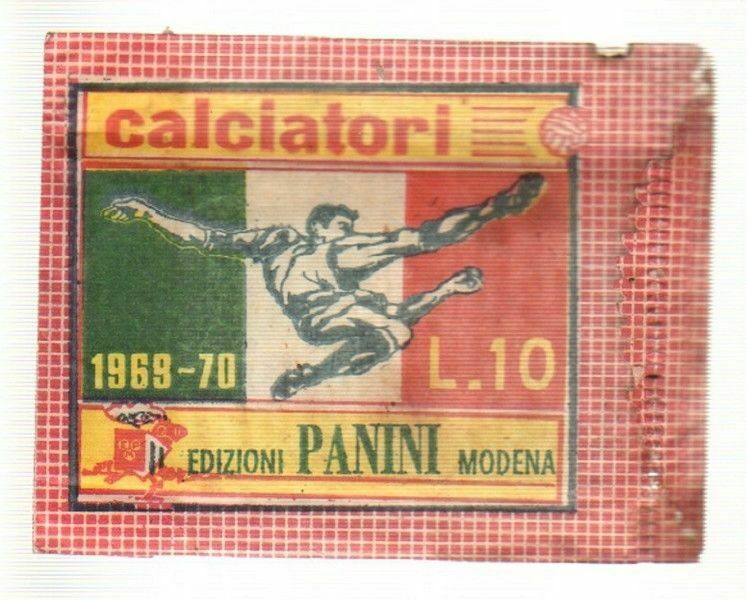 calciatori
1969-70
L.10
EDIZIONI PANINI MODENA